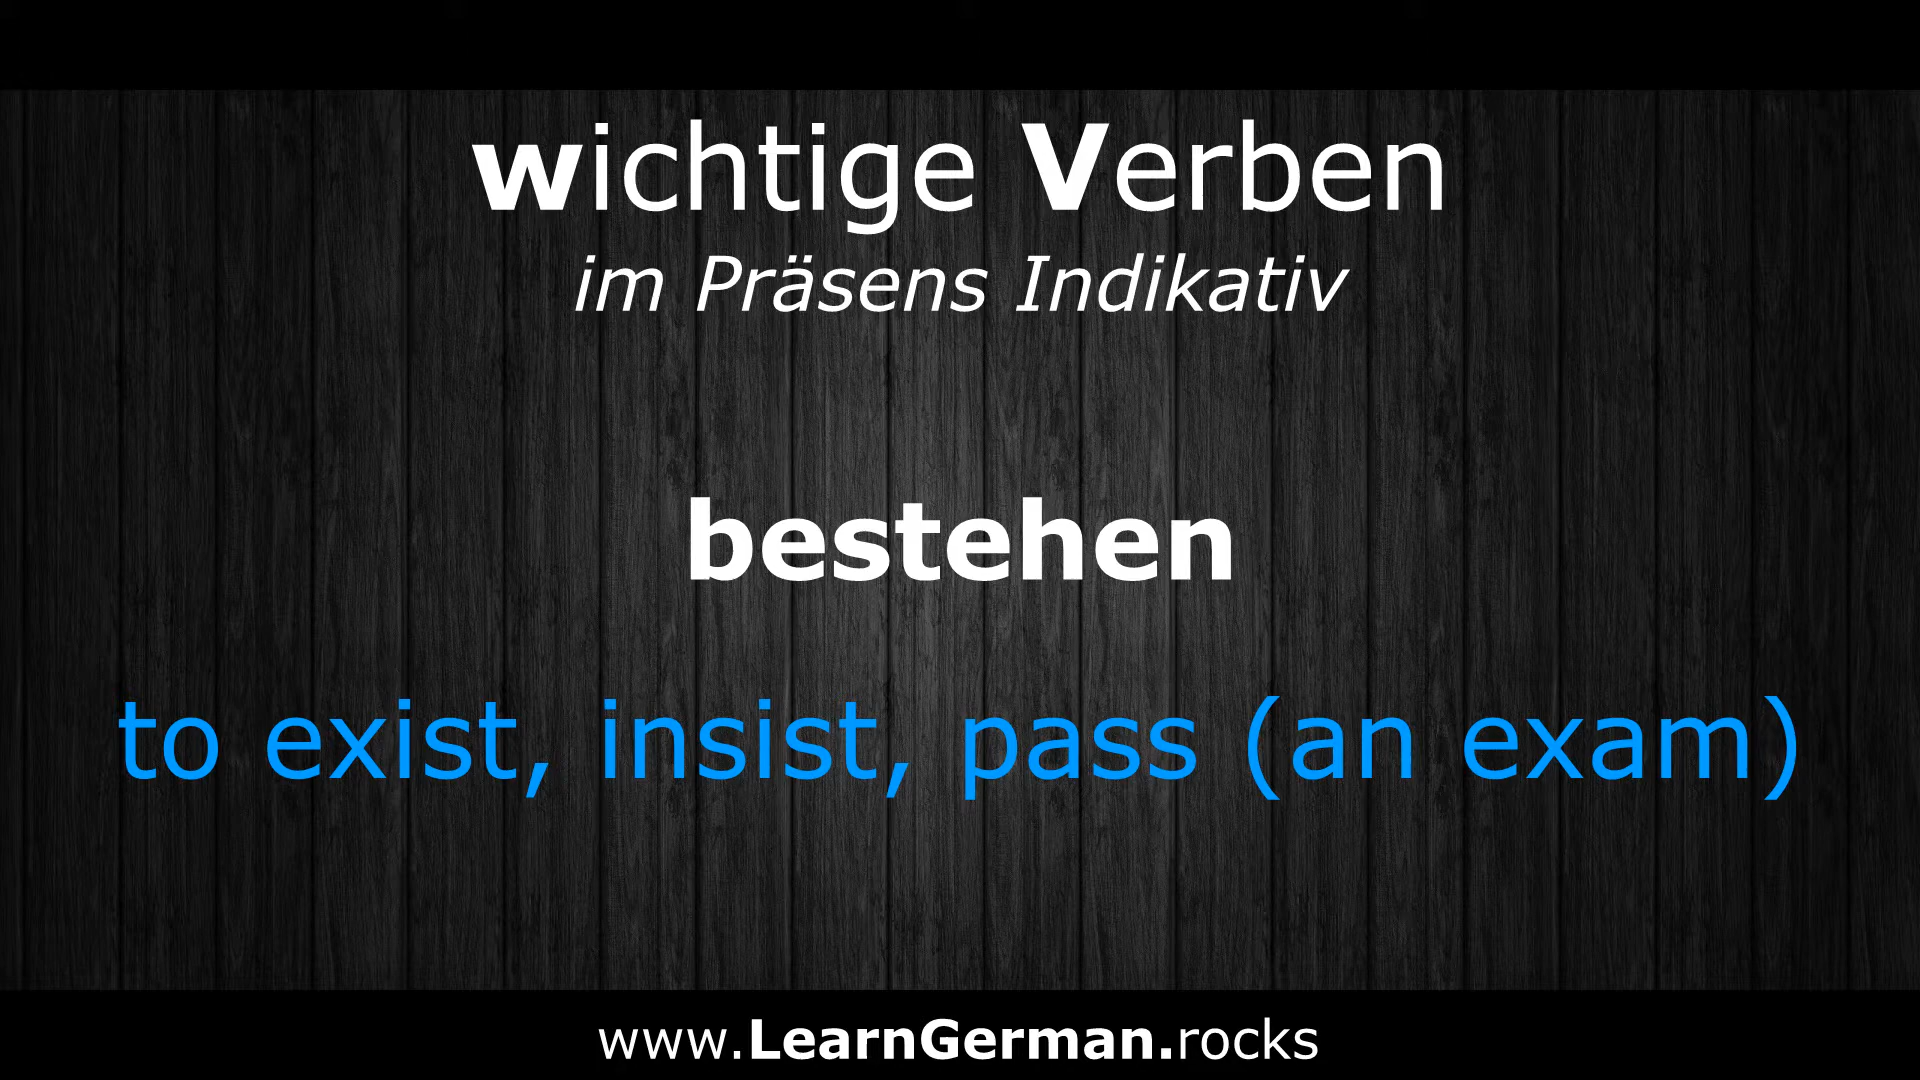 wichtige Verben
im Präsens Indikativ
bestehen
to exist, insist, pass (an exam)
www.LearnGerman.rocks